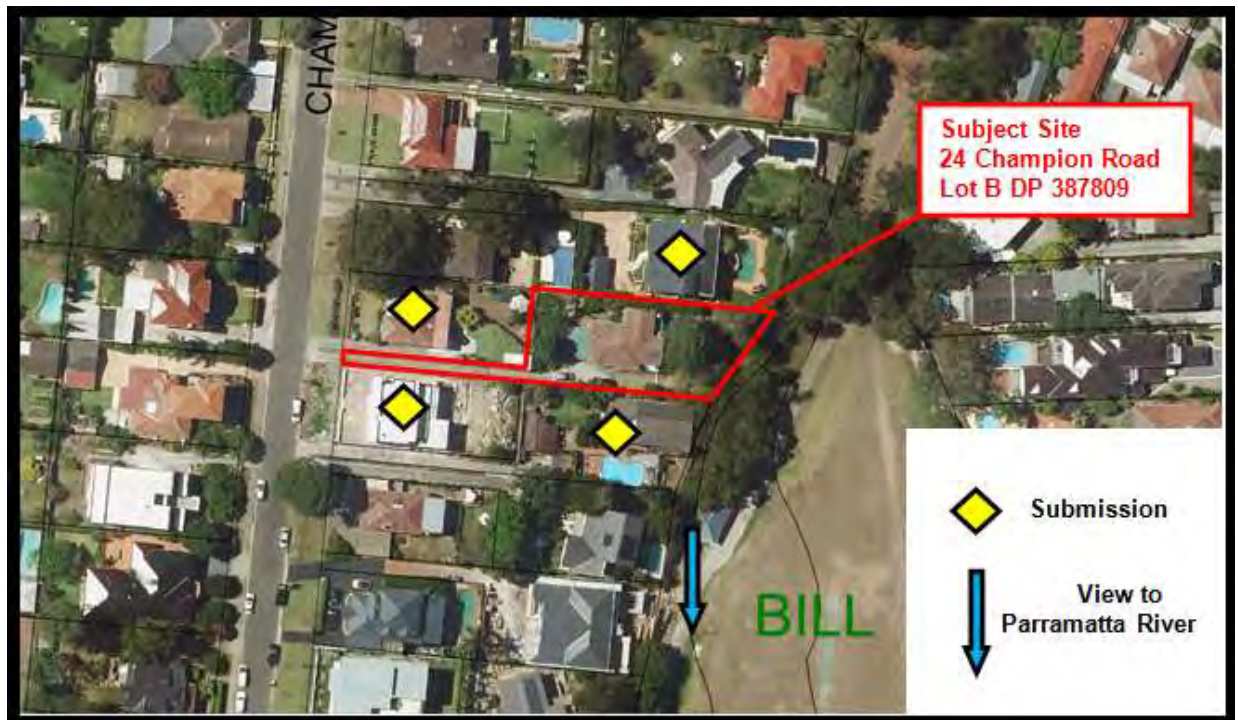 CHAM
Subject Site
24 Champion Road
Lot B DP 387809
Submission
View to
Parramatta River
BILL